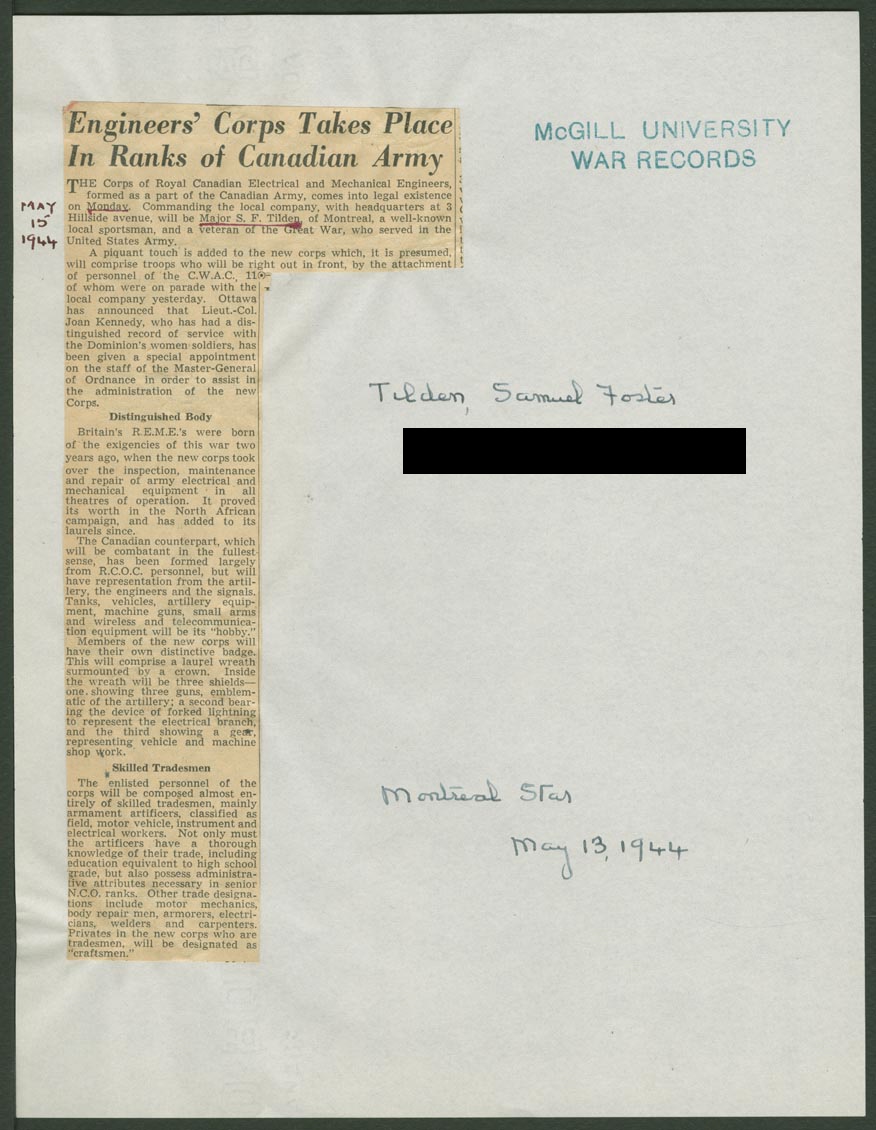 Engineers' Corps Takes Place
In Ranks of Canadian Army
THE Corps of Royal Canadian Electrical and Mechanical Engineers,
formed as a part of the Canadian Army, comes into legal existence
on Monday. Commanding the local company, with headquarters at 3
Hillside avenue, will be Major S. F. Tilden, of Montreal, a well-known
local sportsman, and a veteran of the Great War, who served in the
United States Army.
A piquant touch is added to the new corps which, it is presumed,
will comprise troops who will be right out in front, by the attachment
of personnel of the C.W.A.C., 110
of whom were on parade with the
local company yesterday. Ottawa
has announced that Lieut.-Col.
Joan Kennedy, who has had a dis-
tinguished record of service with
the Dominion's women soldiers, has
been given a special appointment
on the staff of the Master-General
of Ordnance in order to assist in
the administration of the new
Corps.
Distinguished Body
Britain's R.E.M.E.'s were born
of the exigencies of this war two
years ago, when the new corps took
over the inspection, maintenance
and repair of army electrical and
mechanical equipment in all
theatres of operation. It proved
its worth in the North African
campaign, and has added to its
laurels since.
The Canadian counterpart, which
will be combatant in the fullest
sense, has been formed largely
from R.C.O.C. personnel, but will
have representation from the artil-
lery, the engineers and the signals.
Tanks, vehicles, artillery equip-
ment, machine guns, small arms
and wireless and telecommunica-
tion equipment will be its "hobby."
Members of the new corps will
have their own distinctive badge.
This will comprise a laurel wreath
surmounted by a crown. Inside
the wreath will be three shields—
one showing three guns, emblem-
atic of the artillery; a second bear-
ing the device of forked lightning
to represent the electrical branch,
and the third showing a gear,
representing vehicle and machine
shop work.
Skilled Tradesmen
The enlisted personnel of the
corps will be composed almost en-
tirely of skilled tradesmen, mainly
armament artificers, classified as
field, motor vehicle, instrument and
electrical workers. Not only must
the artificers have a thorough
knowledge of their trade, including
education equivalent to high school
grade, but also possess administra-
tive attributes necessary in senior
N.C.O. ranks. Other trade designa-
tions include motor mechanics,
body repair men, armorers, electri-
cians, welders and carpenters.
Privates in the new corps who are
tradesmen, will be designated as
"craftsmen."
MAY
15
1944
McGILL UNIVERSITY
WAR RECORDS
Tilden, Samuel Foster
Montreal Star
May 13, 1944